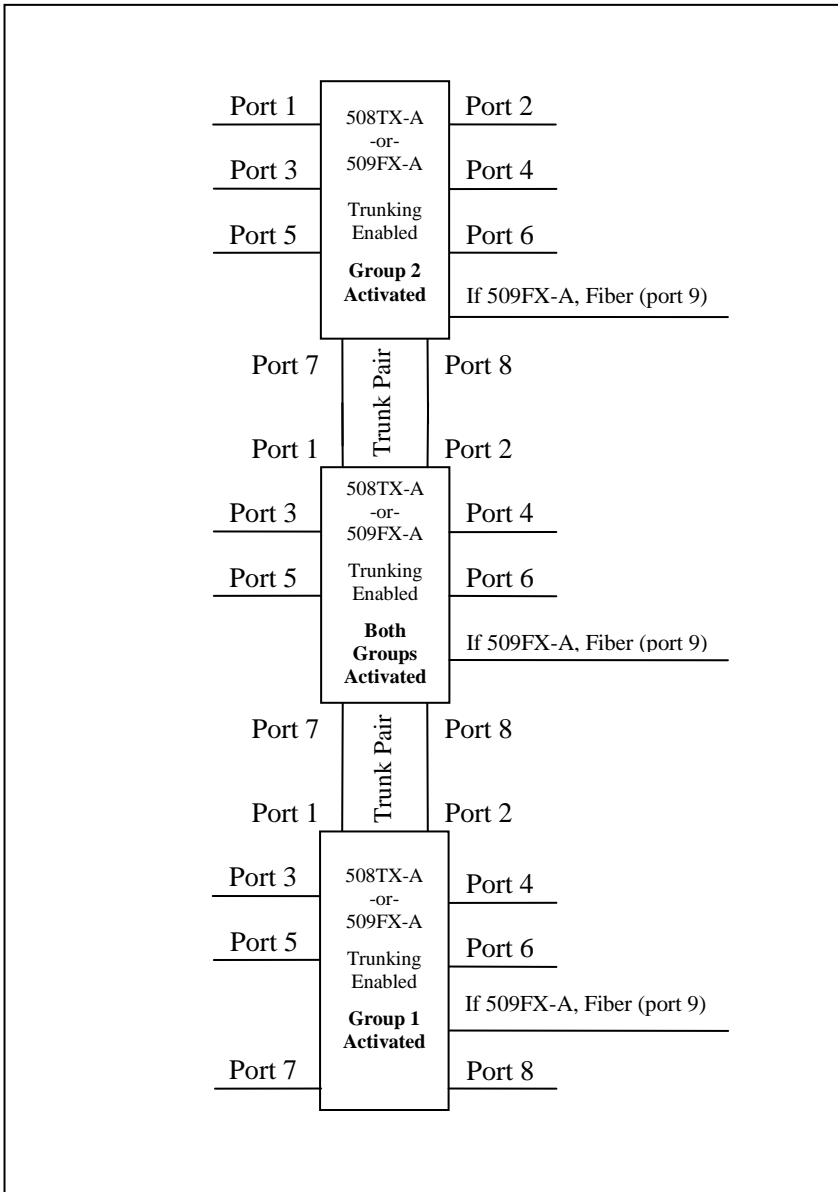 Port 1
508TX-A
-or-
509FX-A
Port 2
Port 3
Port 4
Trunking
Enabled
Port 5
Port 6
Group 2
Activated
If 509FX-A, Fiber (port 9)
Port 7
Trunk Pair
Port 8
Port 1
Port 2
508TX-A
-or-
509FX-A
Port 3
Port 4
Trunking
Enabled
Port 5
Port 6
Both
Groups
Activated
If 509FX-A, Fiber (port 9)
Port 7
Trunk Pair
Port 8
Port 1
Port 2
Port 3
508TX-A
-or-
509FX-A
Port 4
Port 5
Trunking
Enabled
Port 6
Group 1
Activated
If 509FX-A, Fiber (port 9)
Port 7
Port 8